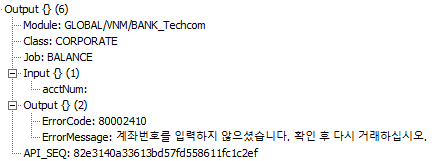 Output {} (6)
Module: GLOBAL/VNM/BANK_Techcom
Class: CORPORATE
Job: BALANCE
Input {} (1)
acctNum:
Output {} (2)
ErrorCode: 80002410
ErrorMessage: 계좌번호를 입력하지 않으셨습니다. 확인 후 다시 거래하십시오.
API_SEQ: 82e3140a33613bd57fd558611fc1c2ef